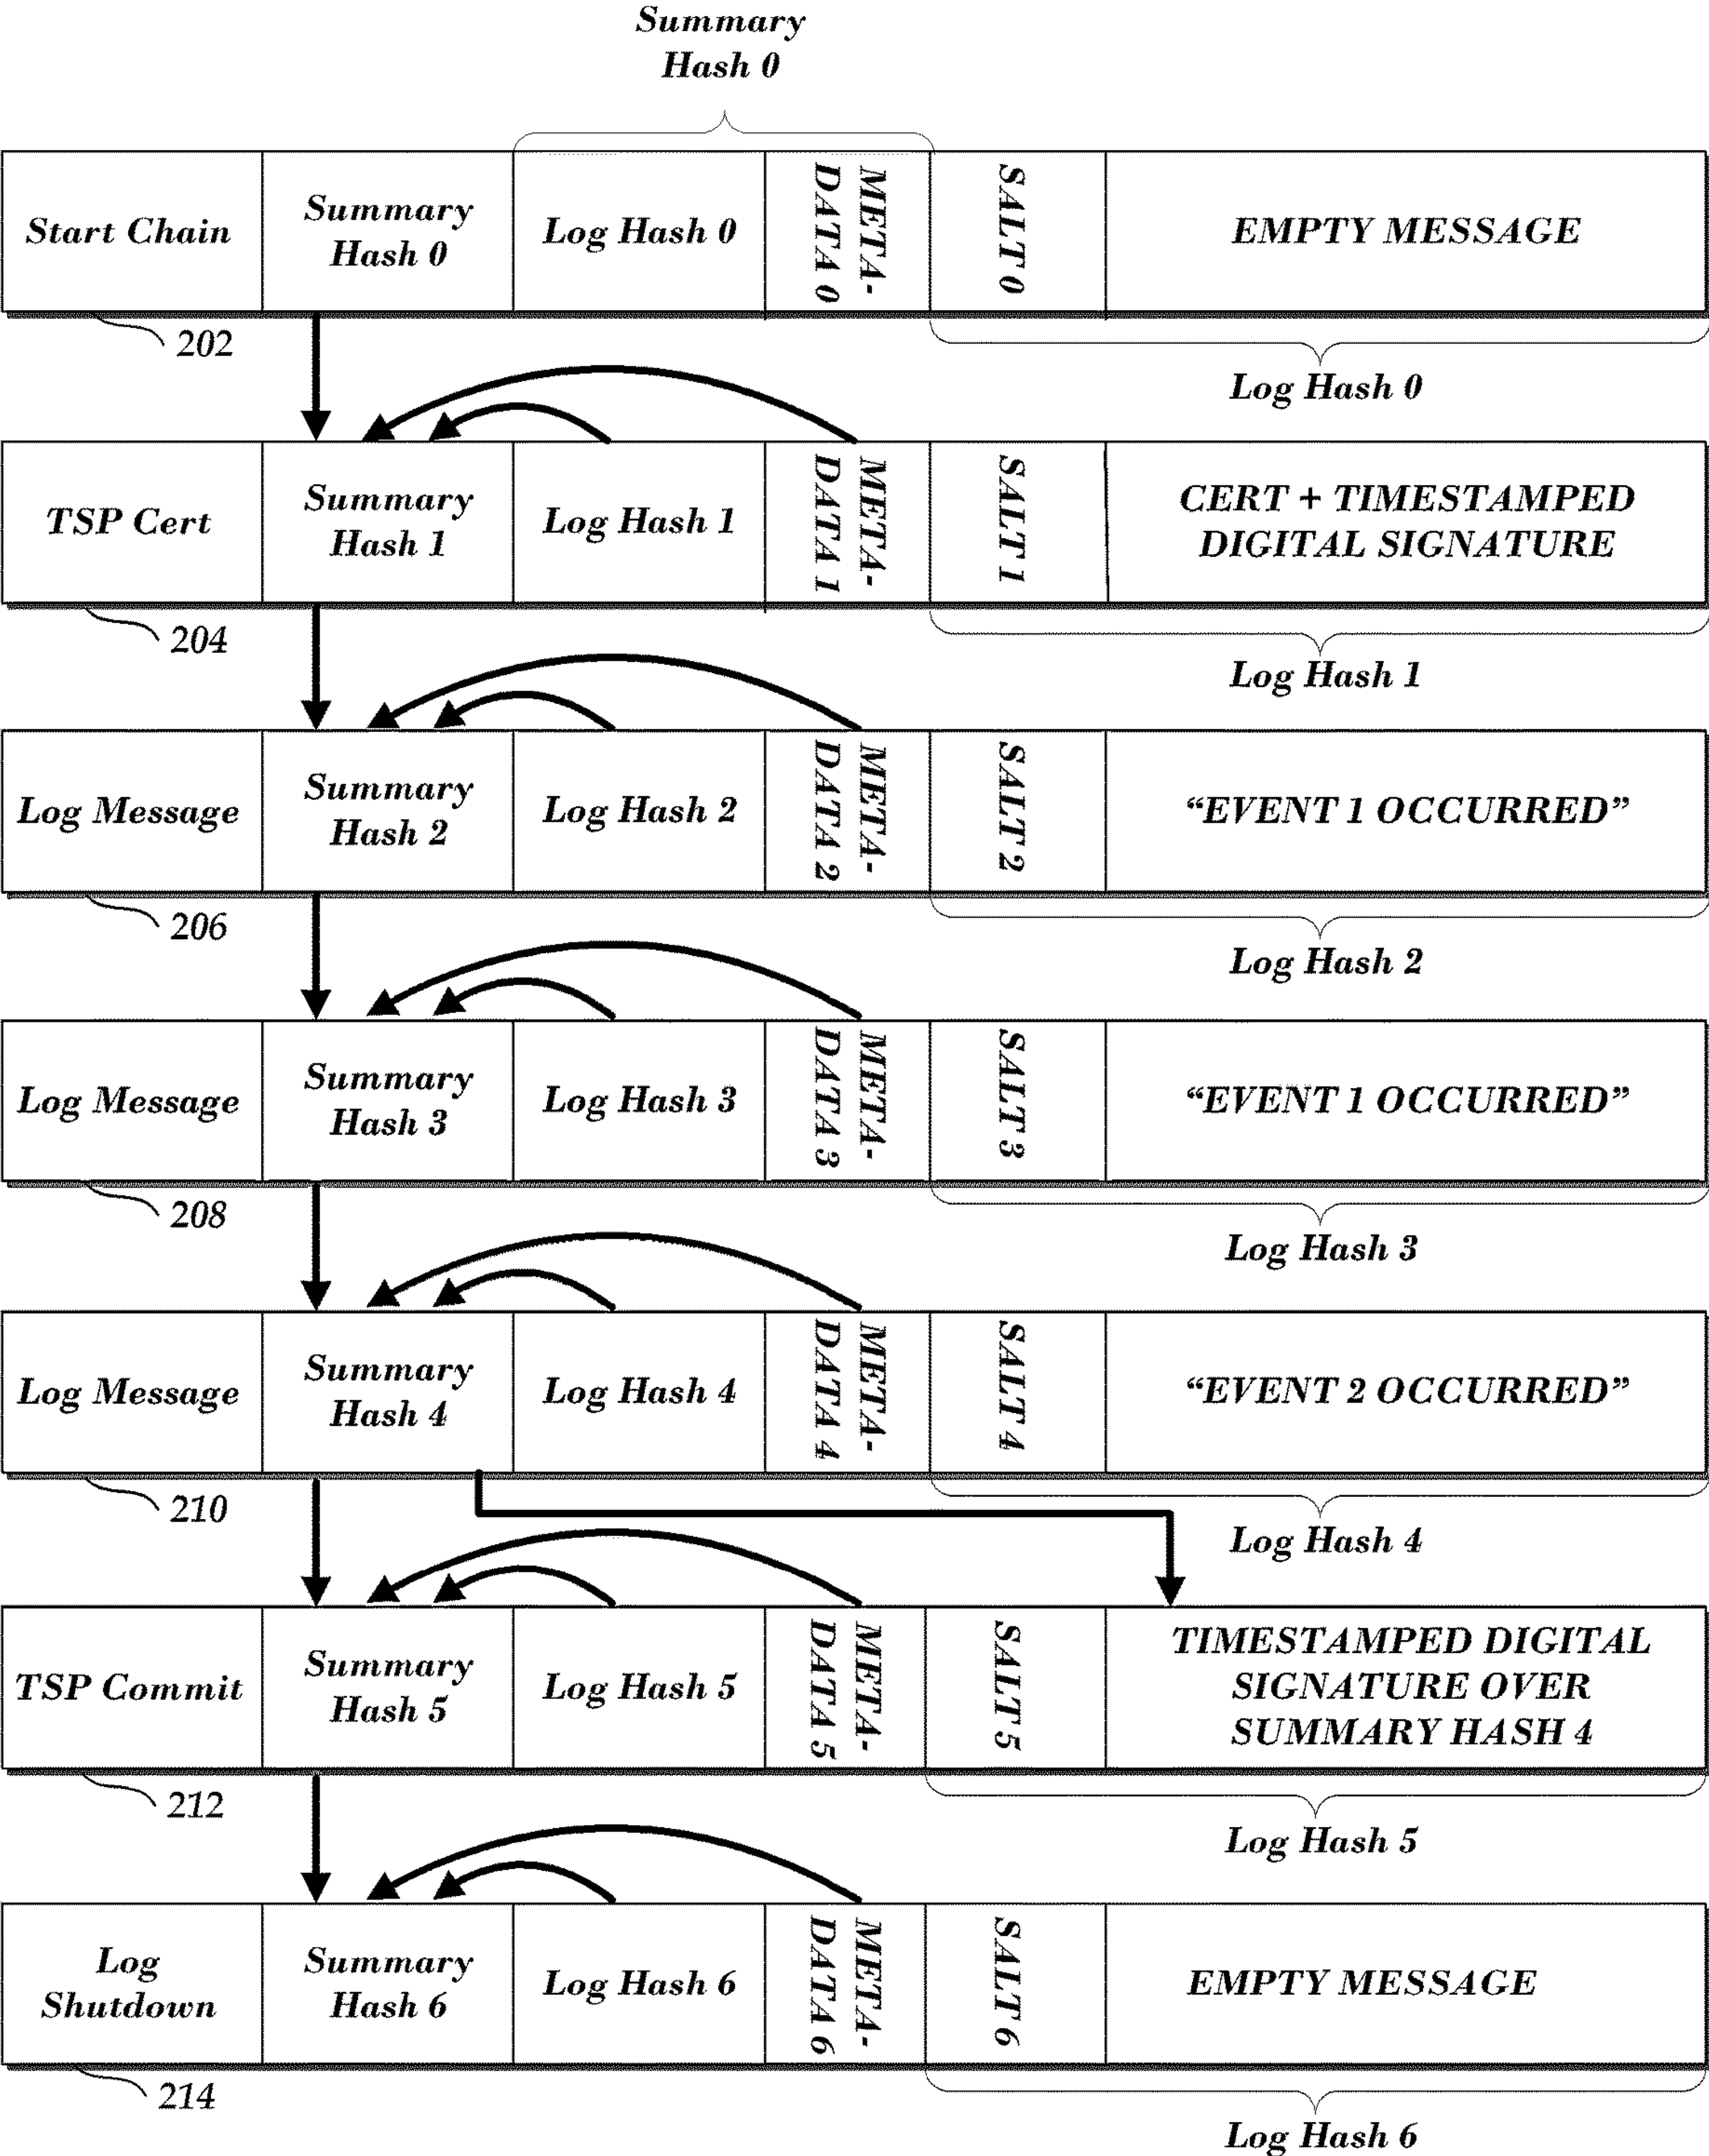 Summary
Hash 0
Start Chain
Summary
Hash 0
Log Hash 0
META-
DATA 0
SALT 0
EMPTY MESSAGE
202
Log Hash 0
TSP Cert
Summary
Hash 1
Log Hash 1
META-
DATA 1
SALT 1
CERT + TIMESTAMPED
DIGITAL SIGNATURE
204
Log Hash 1
Log Message
Summary
Hash 2
Log Hash 2
META-
DATA 2
SALT 2
“EVENT 1 OCCURRED”
206
Log Hash 2
Log Message
Summary
Hash 3
Log Hash 3
META-
DATA 3
SALT 3
“EVENT 1 OCCURRED”
208
Log Hash 3
Log Message
Summary
Hash 4
Log Hash 4
META-
DATA 4
SALT 4
“EVENT 2 OCCURRED”
210
Log Hash 4
TSP Commit
Summary
Hash 5
Log Hash 5
META-
DATA 5
SALT 5
TIMESTAMPED DIGITAL
SIGNATURE OVER
SUMMARY HASH 4
212
Log Hash 5
Log
Shutdown
Summary
Hash 6
Log Hash 6
META-
DATA 6
SALT 6
EMPTY MESSAGE
214
Log Hash 6